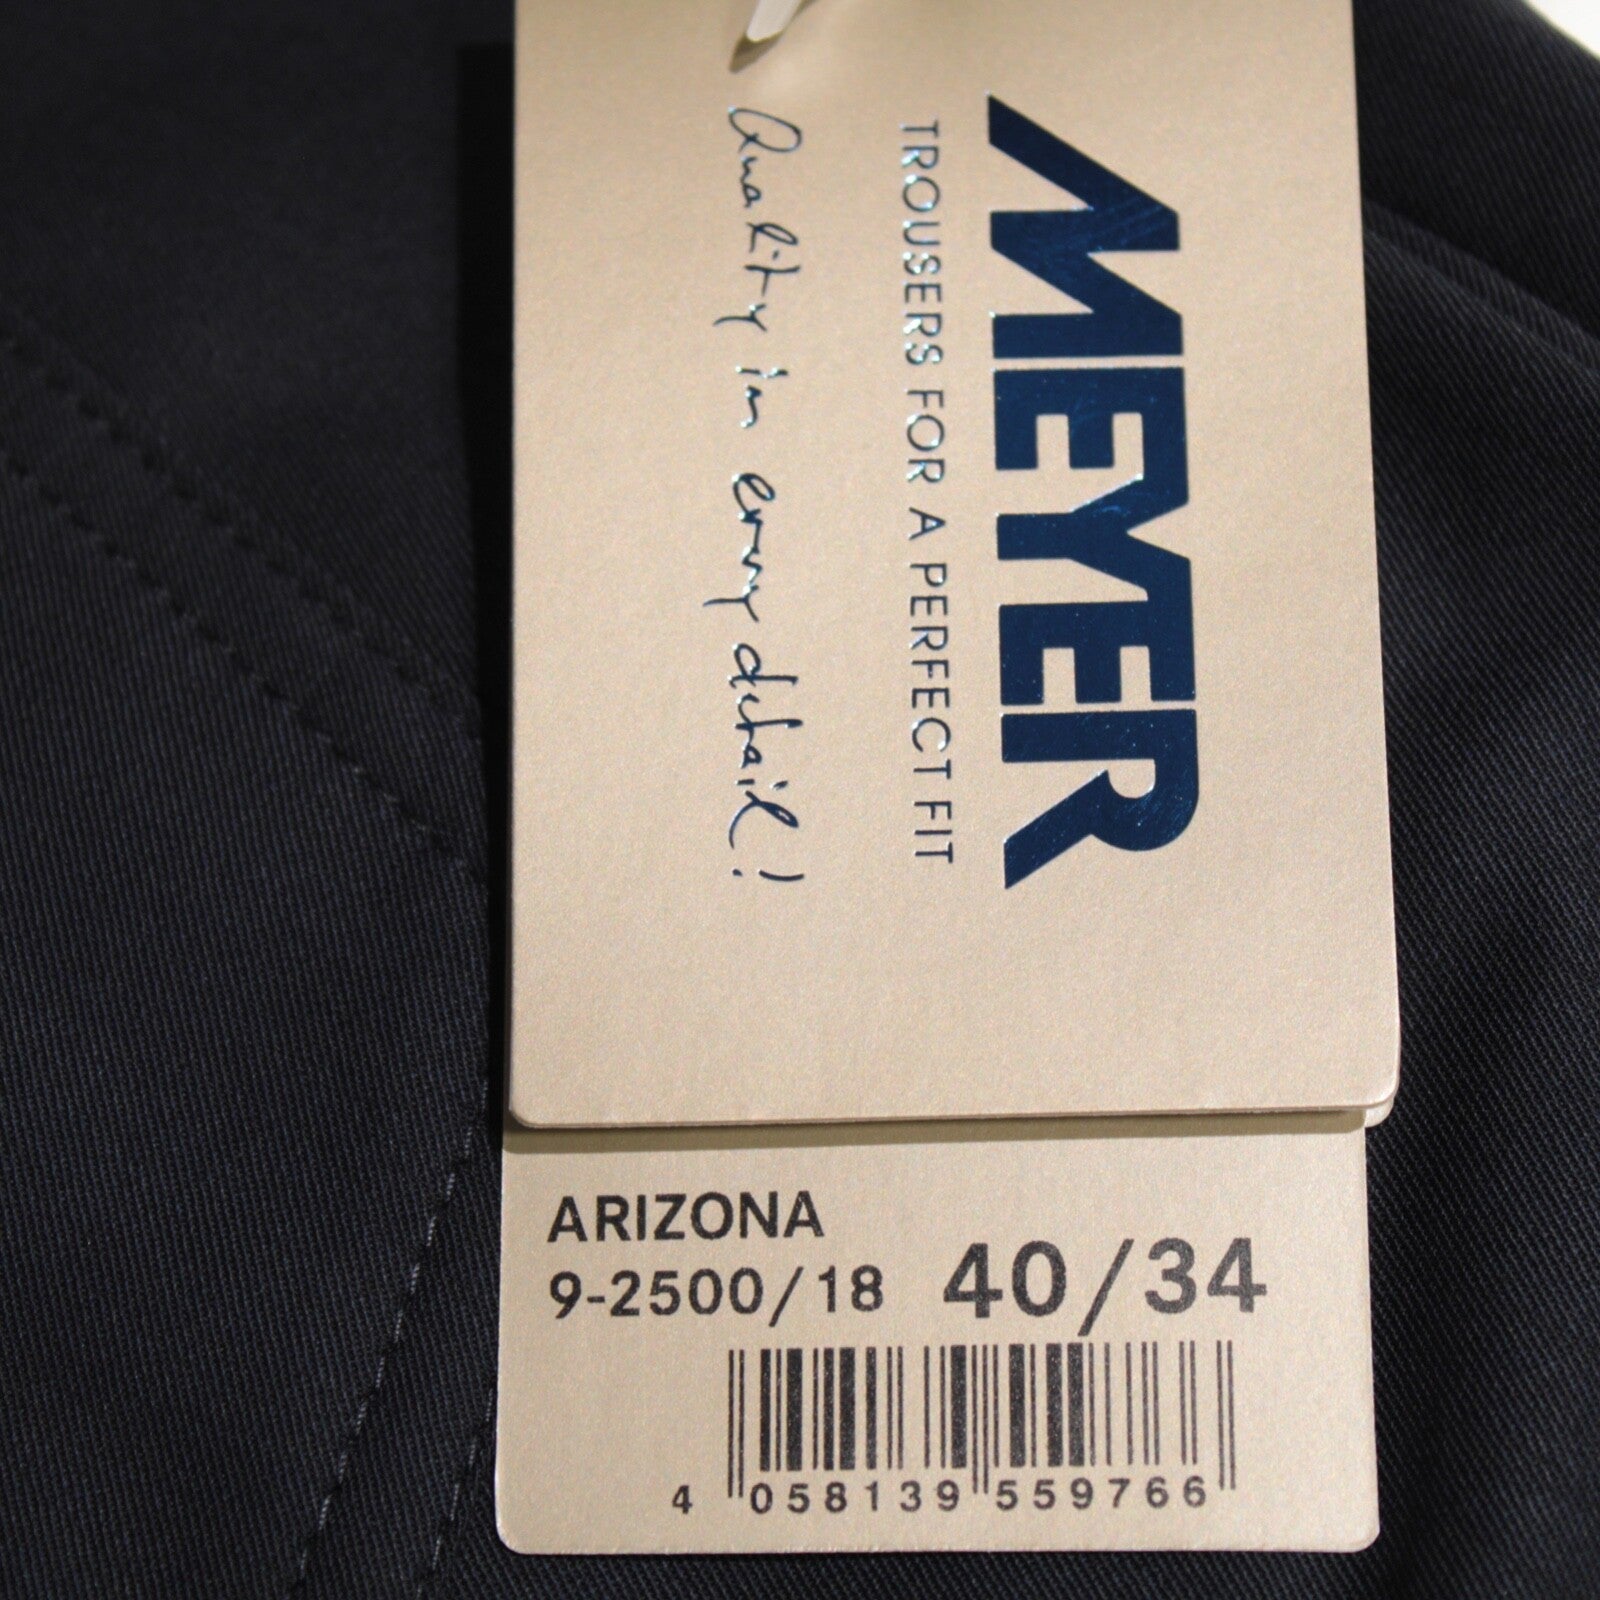 MEYER
TROUSERS FOR A PERFECT FIT
Quality in every detail!
ARIZONA
9-2500/18 40/34
4 058139 559766